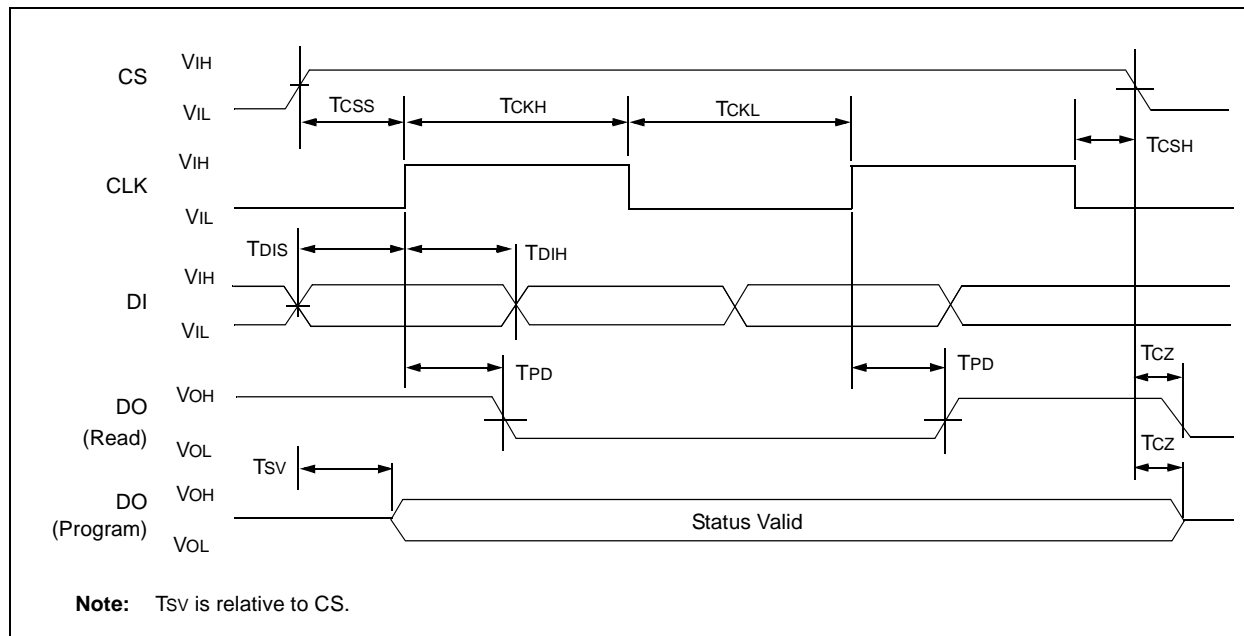 CS
VIH
VIL
TCSS
TCKH
TCKL
TCSH
CLK
VIH
VIL
TDIS
TDIH
DI
VIH
VIL
TPD
TPD
TCZ
DO
(Read)
VOH
VOL
TCZ
TSV
DO
(Program)
VOH
VOL
Status Valid
Note: TSV is relative to CS.